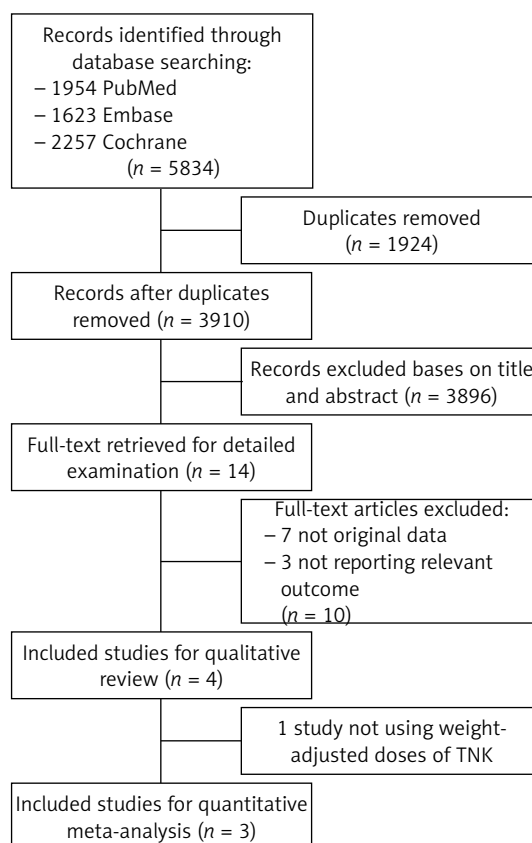 Records identified through
database searching:
– 1954 PubMed
– 1623 Embase
– 2257 Cochrane
(n = 5834)
Duplicates removed
(n = 1924)
Records after duplicates
removed (n = 3910)
Records excluded bases on title
and abstract (n = 3896)
Full-text retrieved for detailed
examination (n = 14)
Full-text articles excluded:
– 7 not original data
– 3 not reporting relevant
outcome
(n = 10)
Included studies for qualitative
review (n = 4)
1 study not using weight-
adjusted doses of TNK
Included studies for quantitative
meta-analysis (n = 3)